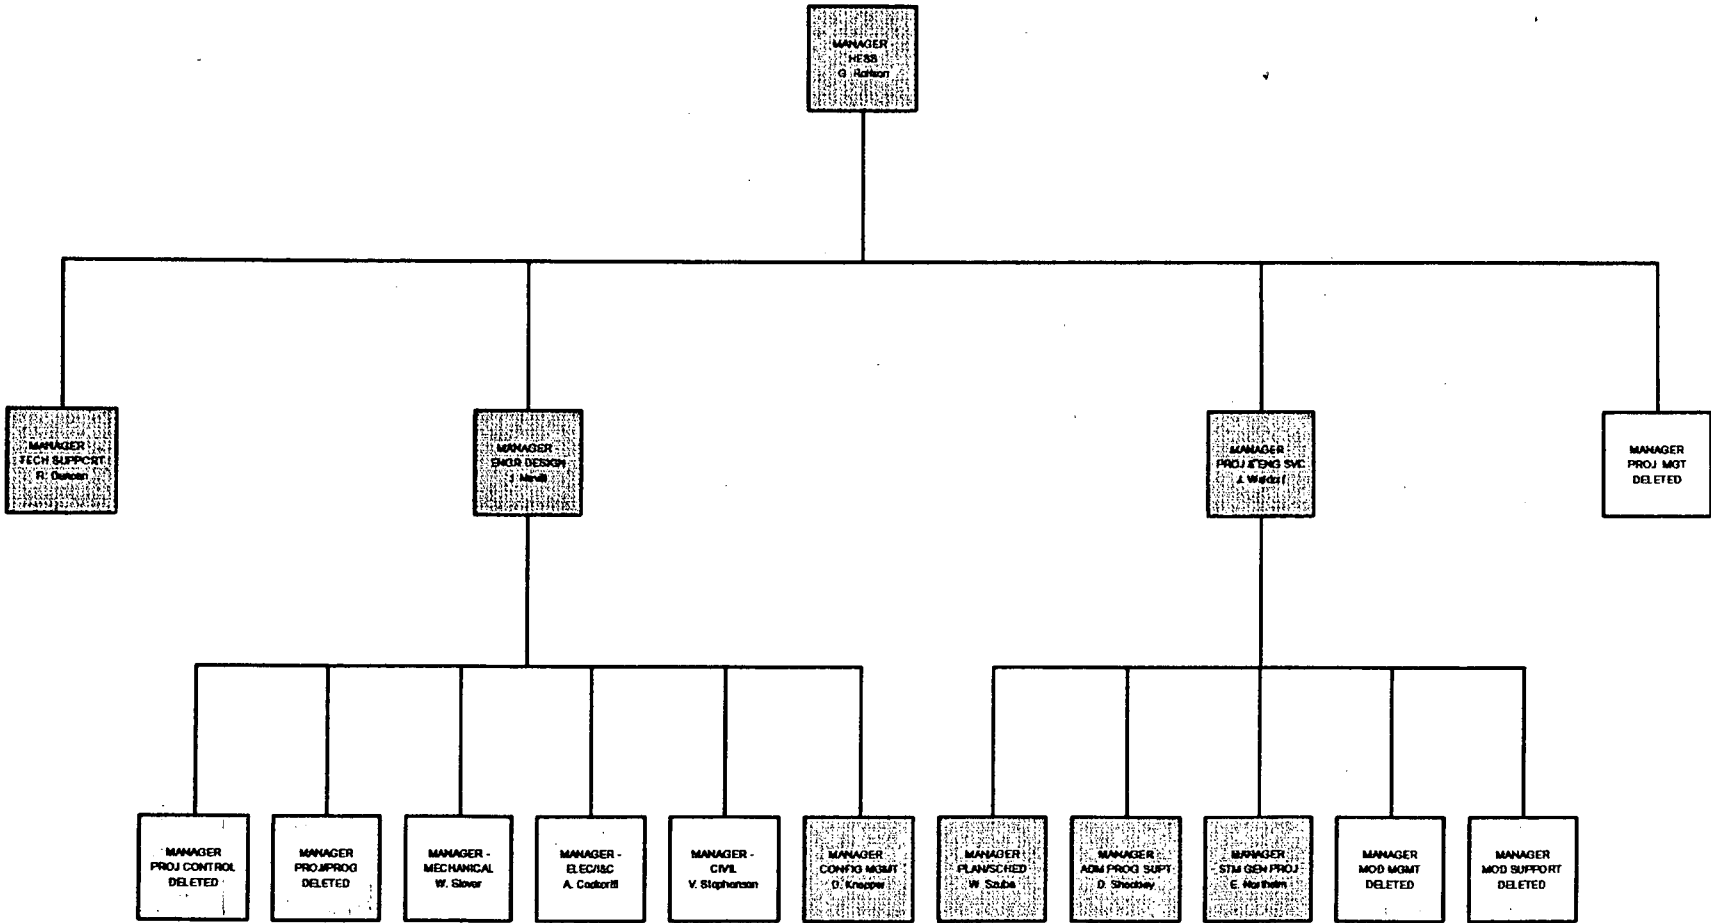 MANAGER -
HESS
MANAGER
TECH SUPPORT
R. Duncan
MANAGER -
ENGR DESIGN
MANAGER
PROJ & ENG SVC
MANAGER
PROJ. MGT
DELETED
MANAGER
PROJ CONTROL
DELETED
MANAGER
PROJ/PROG
DELETED
MANAGER -
MECHANICAL
W. Slover
MANAGER -
ELEC/I&C
A. Cockerill
MANAGER -
CIVIL
V. Stephenson
MANAGER
CONFIG MGMT
D. Knepper
MANAGER
PLAN/SCHED
W. Szuba
MANAGER
ADM PROG SUPT
D. Shockley
MANAGER
STM GEN PROJ
E. Northeim
MANAGER
MOD MGMT
DELETED
MANAGER
MOD SUPPORT
DELETED